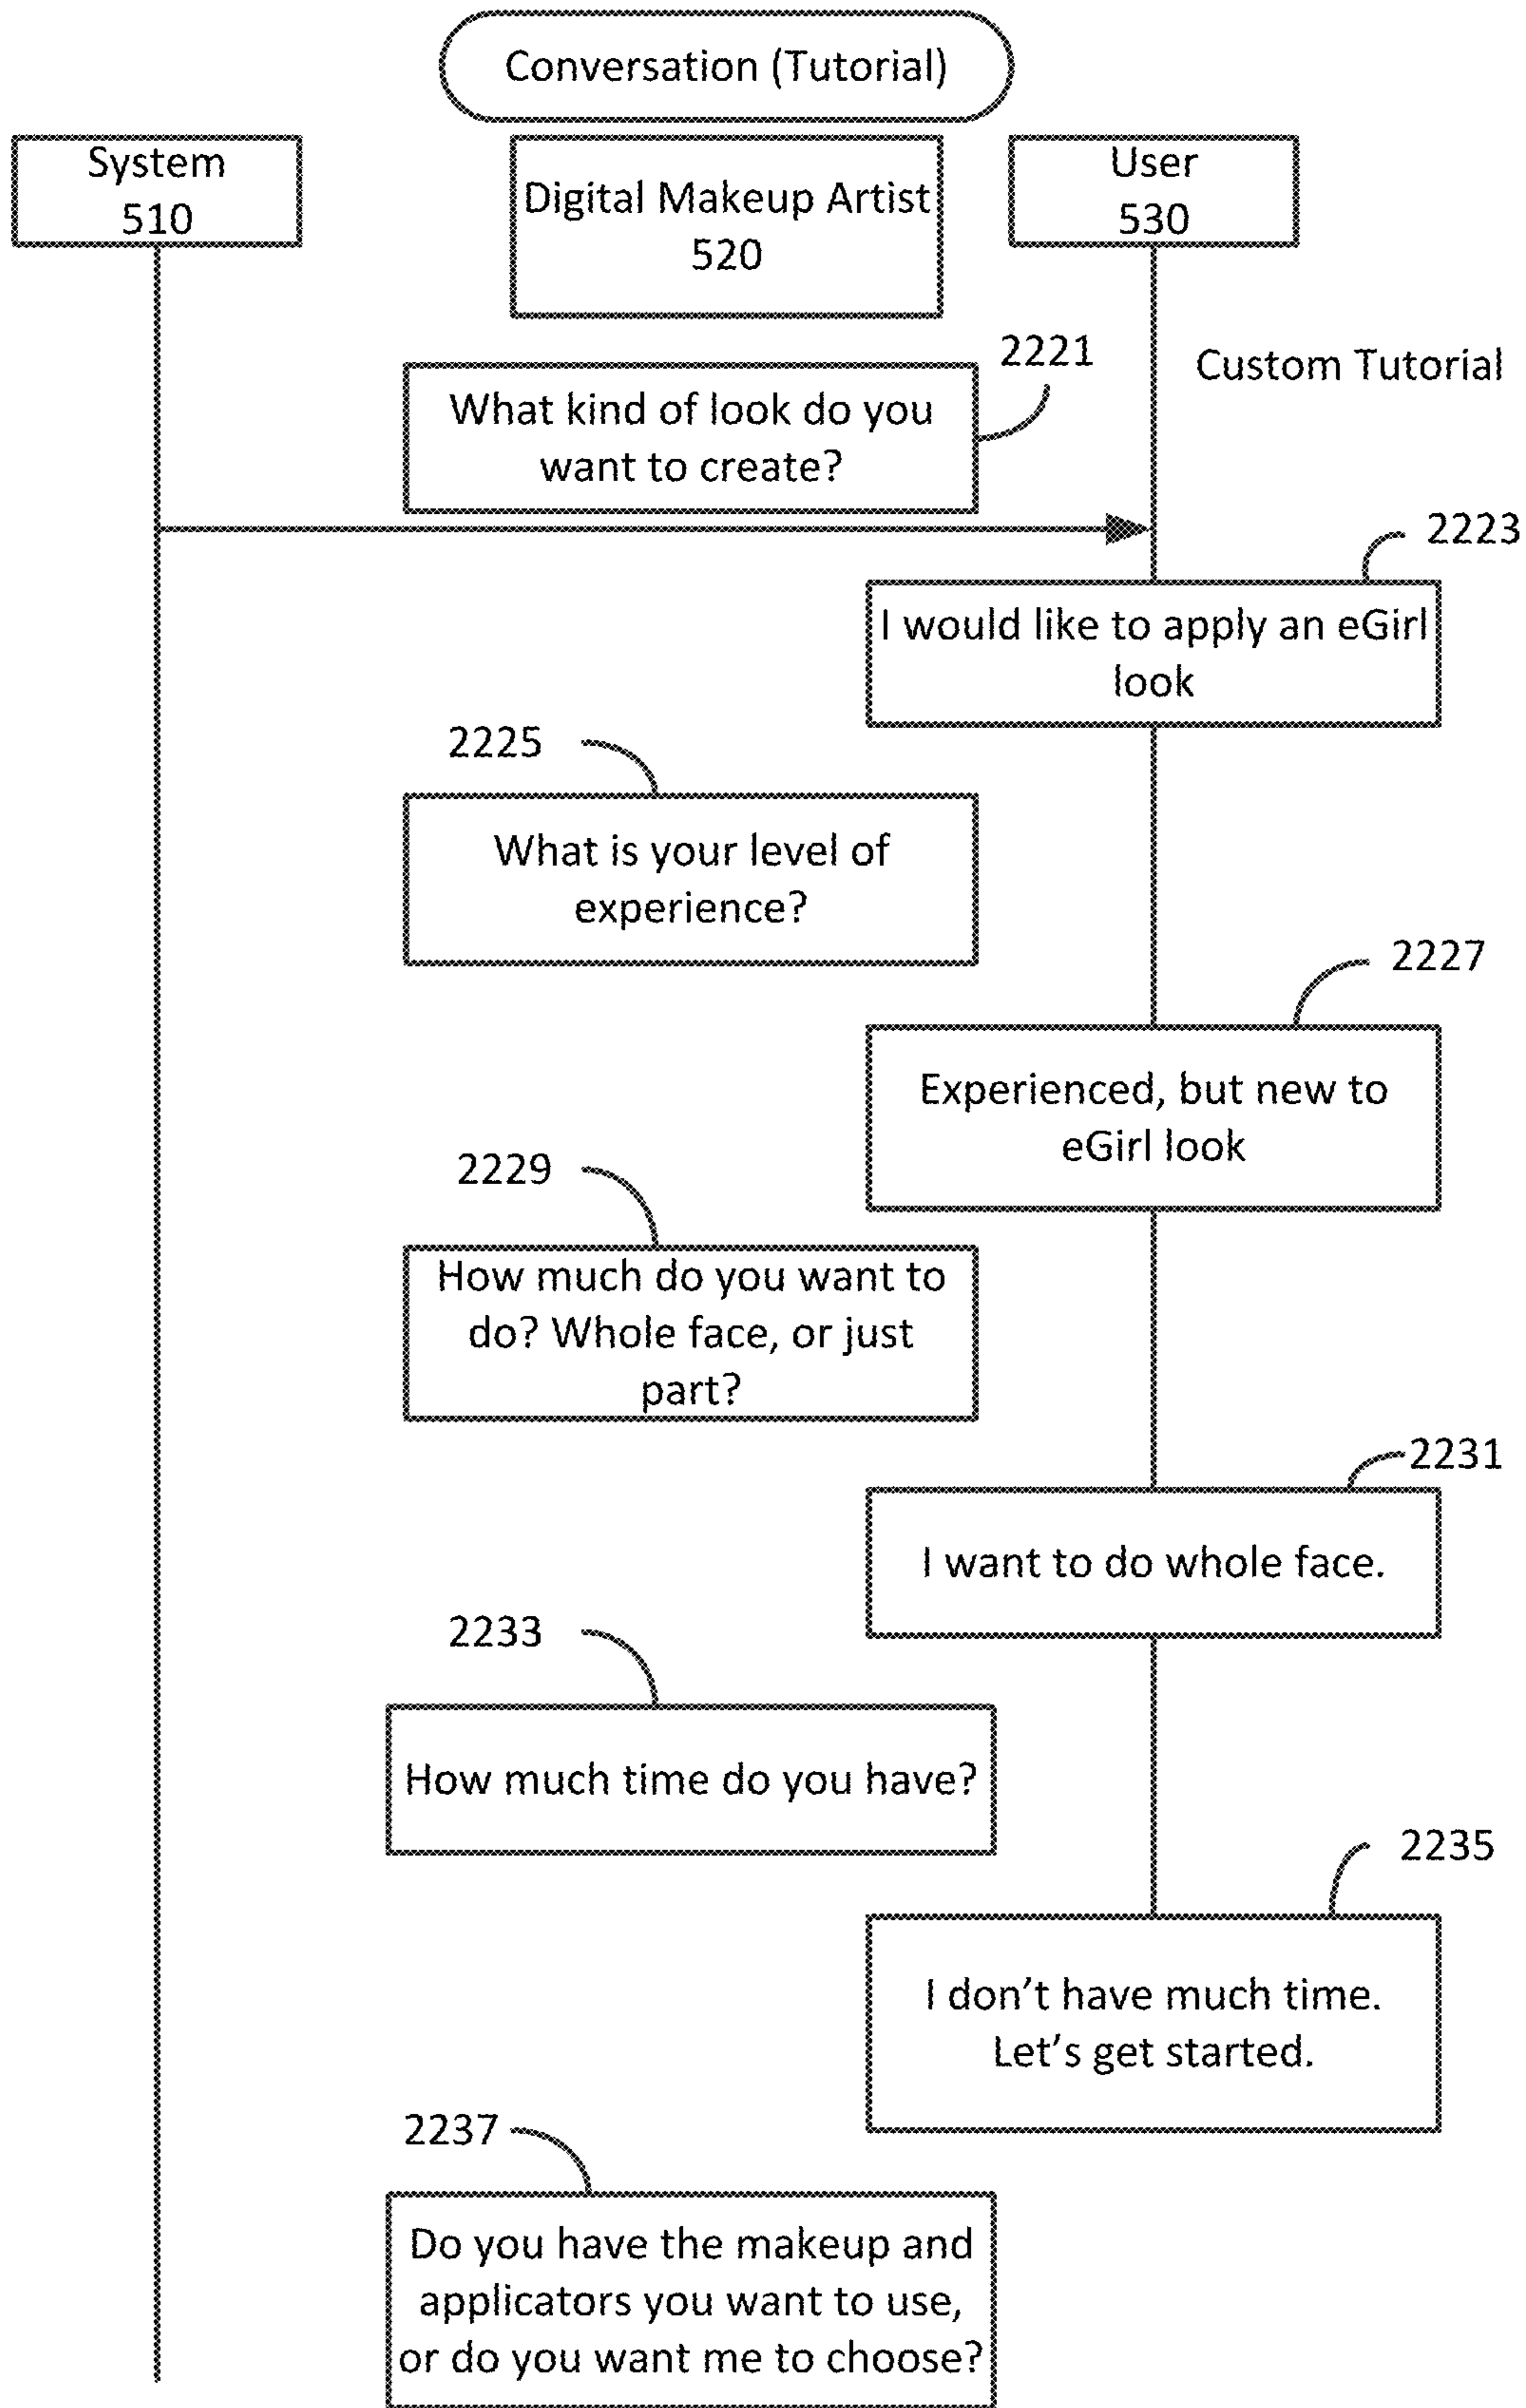 Conversation (Tutorial)
System
510
Digital Makeup Artist
520
User
530
2221
Custom Tutorial
What kind of look do you
want to create?
2223
I would like to apply an eGirl
look
2225
What is your level of
experience?
2227
Experienced, but new to
eGirl look
2229
How much do you want to
do? Whole face, or just
part?
2231
I want to do whole face.
2233
How much time do you have?
2235
I don’t have much time.
Let’s get started.
2237
Do you have the makeup and
applicators you want to use,
or do you want me to choose?